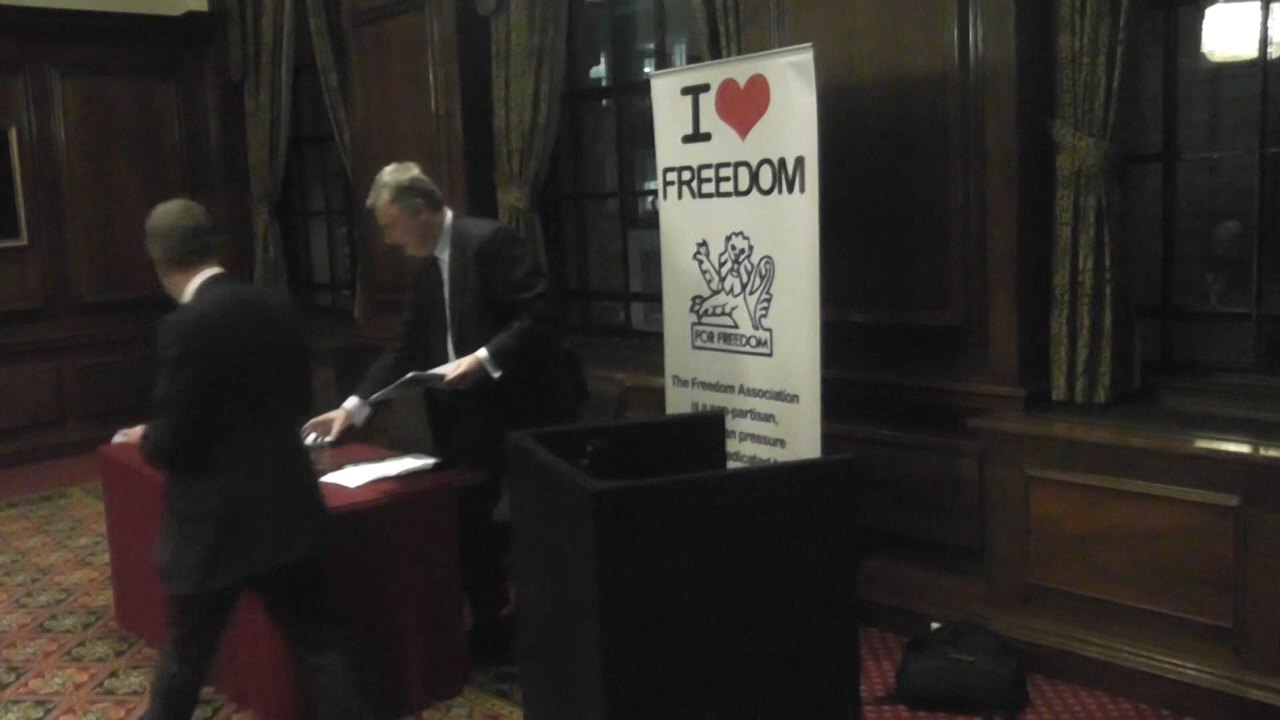 I ❤
FREEDOM
FOR FREEDOM
The Freedom Association
is a non-partisan,
pressure